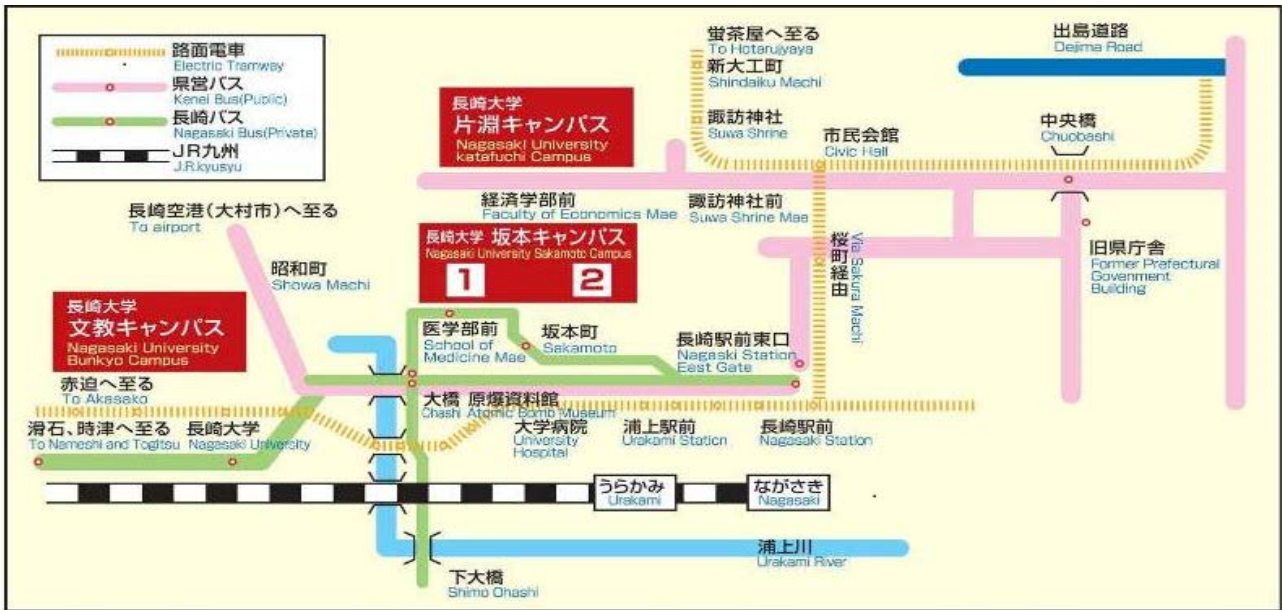 路面電車
Electric Tramway
県営バス
Kenei Bus(Public)
長崎バス
Nagasaki Bus(Private)
JR九州
J.R.kyusyu
蛍茶屋へ至る
To Hotarujyaya
新大工町
Shindaiku Machi
諏訪神社
Suwa Shrine
市民会館
Civic Hall
出島道路
Dejima Road
中央橋
Chuobashi
長崎大学
片淵キャンパス
Nagasaki University
katafuchi Campus
経済学部前
Faculty of Economics Mae
諏訪神社前
Suwa Shrine Mae
長崎空港(大村市)へ至る
To airport
昭和町
Showa Machi
長崎大学 坂本キャンパス
Nagasaki University Sakamoto Campus
1 2
桜町経由
Via Sakura Machi
旧県庁舎
Former Prefectural
Govenment
Building
長崎大学
文教キャンパス
Nagasaki University
Bunkyo Campus
医学部前
School of
Medicine Mae
坂本町
Sakamoto
長崎駅前東口
Nagaski Station
East Gate
赤迫へ至る
To Akasako
大橋 原爆資料館
Ohashi Atomic Bomb Museum
滑石、時津へ至る
To Nameshi and Togitsu
長崎大学
Nagasaki University
大学病院
University
Hospital
浦上駅前
Urakami Station
長崎駅前
Nagasaki Station
うらかみ
Urakami
ながさき
Nagasaki
浦上川
Urakami River
下大橋
Shimo Ohashi